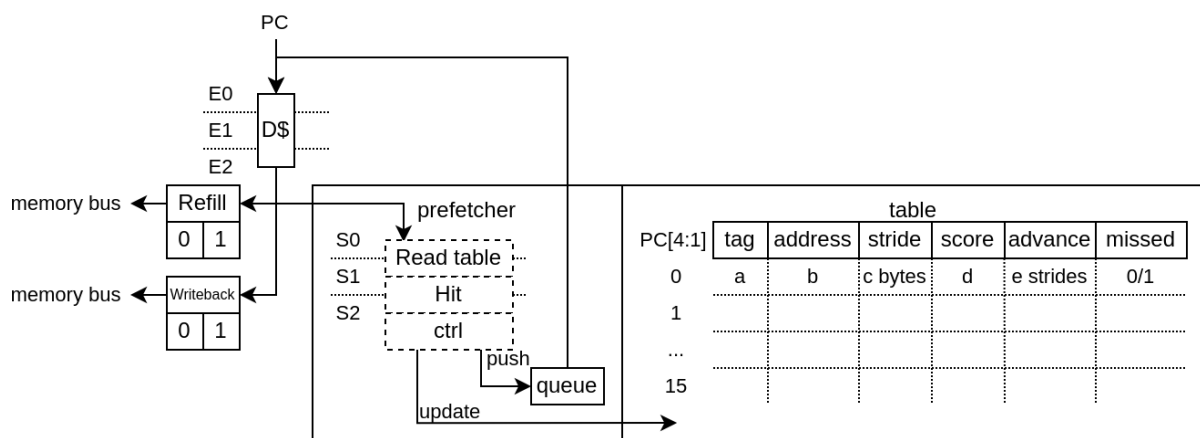 PC
E0
E1
D$
E2
memory bus
Refill
0 1
memory bus
Writeback
0 1
prefetcher
S0
Read table
S1
Hit
S2
ctrl
push
queue
update
table
PC[4:1] tag address stride score advance missed
0 a b c bytes d e strides 0/1
1
...
15